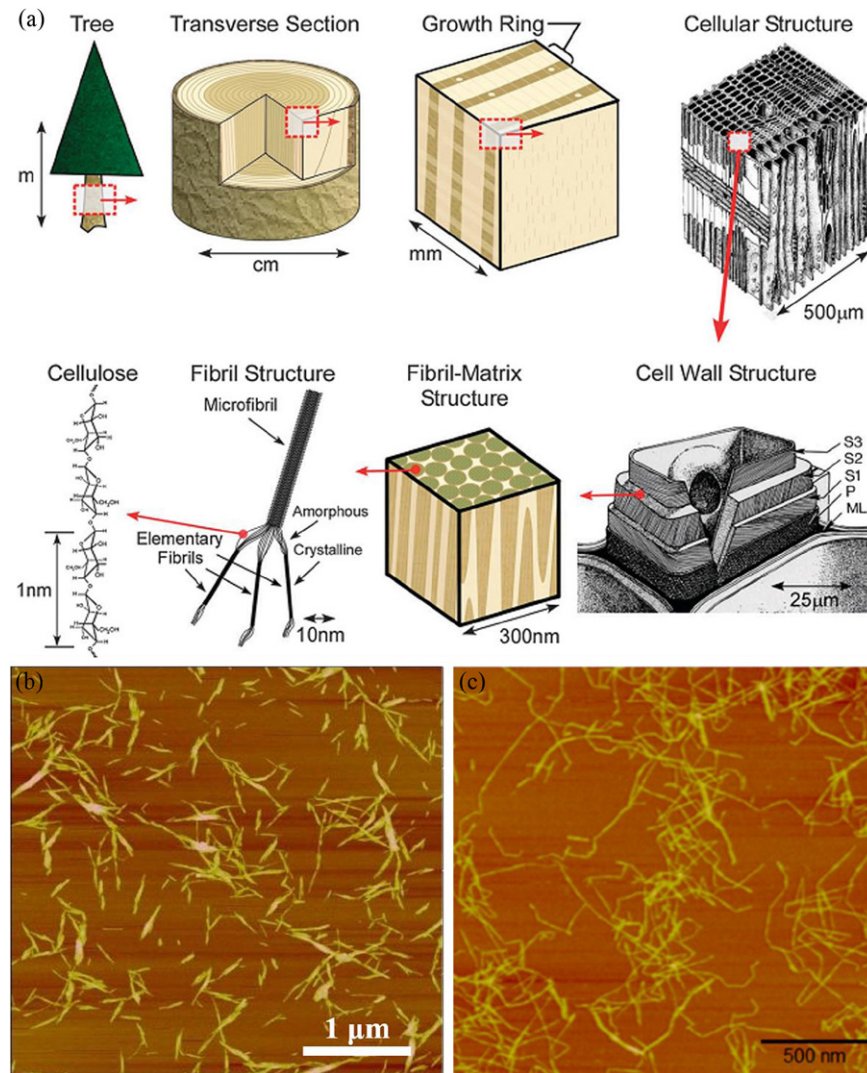 (a)
Tree
Transverse Section
Growth Ring
Cellular Structure
m
cm
mm
500μm
Cellulose
Fibril Structure
Fibril-Matrix
Structure
Cell Wall Structure
Microfibril
Amorphous
Elementary
Fibrils
Crystalline
1nm
10nm
300nm
S3
S2
S1
P
ML
25μm
(b)
1 μm
(c)
500 nm